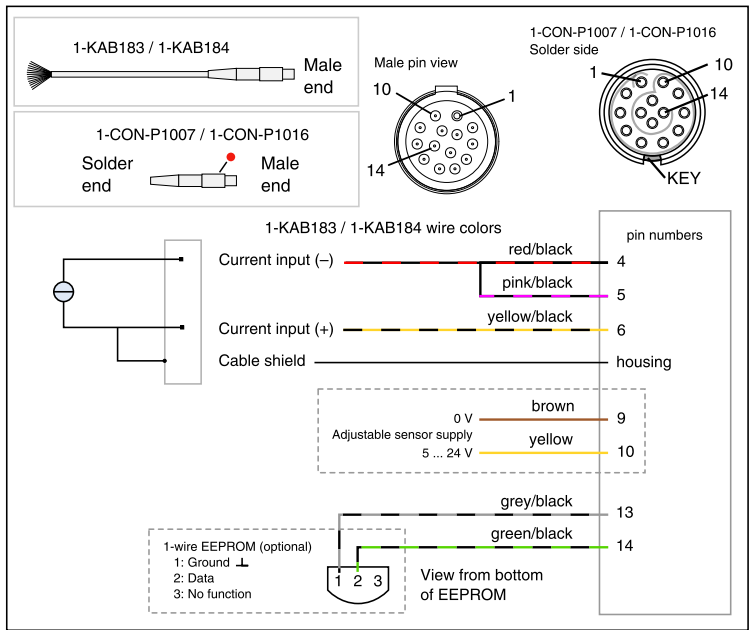 1-KAB183 / 1-KAB184
Male
end
1-CON-P1007 / 1-CON-P1016
Solder
end
Male
end
Male pin view
10
1
14
1-CON-P1007 / 1-CON-P1016
Solder side
1
10
14
KEY
1-KAB183 / 1-KAB184 wire colors
pin numbers
Current input (–)
red/black
4
pink/black
5
Current input (+)
yellow/black
6
Cable shield
housing
0 V
brown
9
Adjustable sensor supply
5 ... 24 V
yellow
10
grey/black
13
green/black
14
1-wire EEPROM (optional)
1: Ground
2: Data
3: No function
1 2 3
View from bottom
of EEPROM